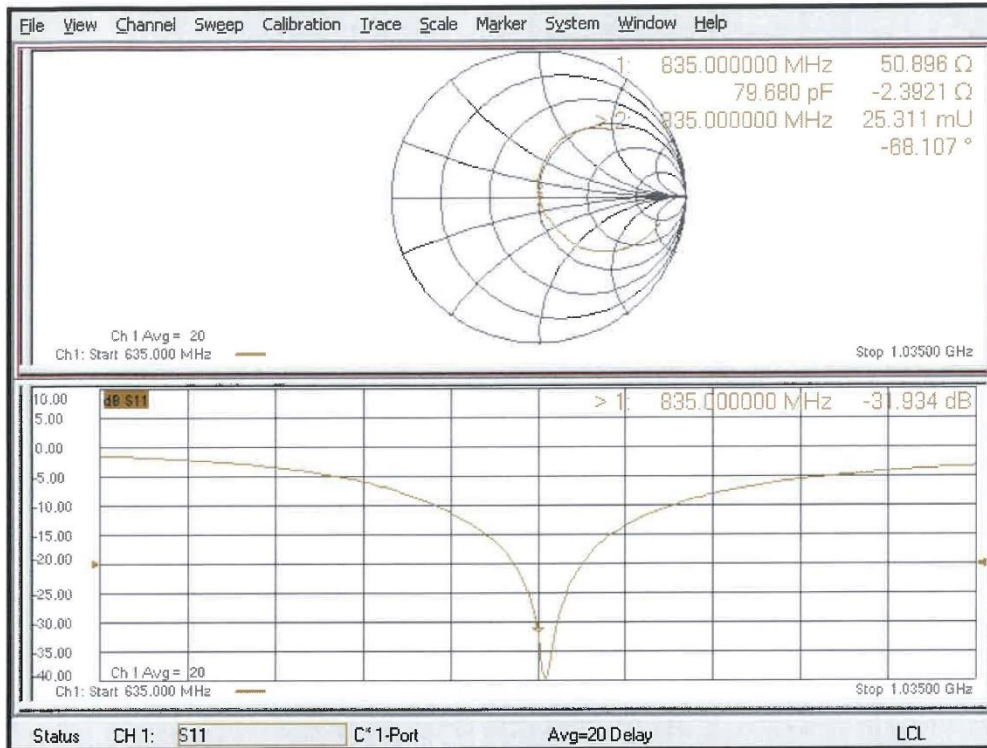 File View Channel Sweep Calibration Trace Scale Marker System Window Help
1: 835.000000 MHz 50.896 Ω
79.680 pF -2.3921 Ω
> 2: 835.000000 MHz 25.311 mU
-68.107 °
Ch 1 Avg = 20
Ch1: Start 635.000 MHz
Stop 1.03500 GHz
10.00
dB S11
> 1: 835.000000 MHz -31.934 dB
5.00
0.00
-5.00
-10.00
-15.00
-20.00
-25.00
-30.00
-35.00
-40.00
Ch 1 Avg = 20
Ch1: Start 635.000 MHz
Stop 1.03500 GHz
Status CH 1: S11 C* 1-Port Avg=20 Delay LCL